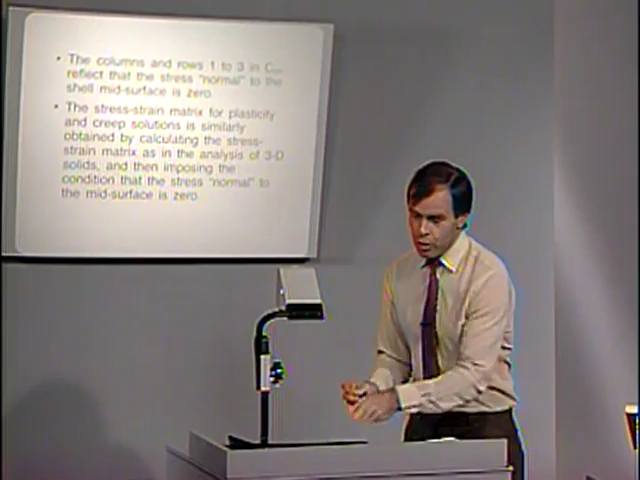 • The columns and rows 1 to 3 in
reflect that the stress "normal" to the
shell mid-surface is zero.
• The stress-strain matrix for plasticity
and creep solutions is similarly
obtained by calculating the stress-
strain matrix as in the analysis of 3-D
solids, and then imposing the
condition that the stress "normal" to
the mid-surface is zero.